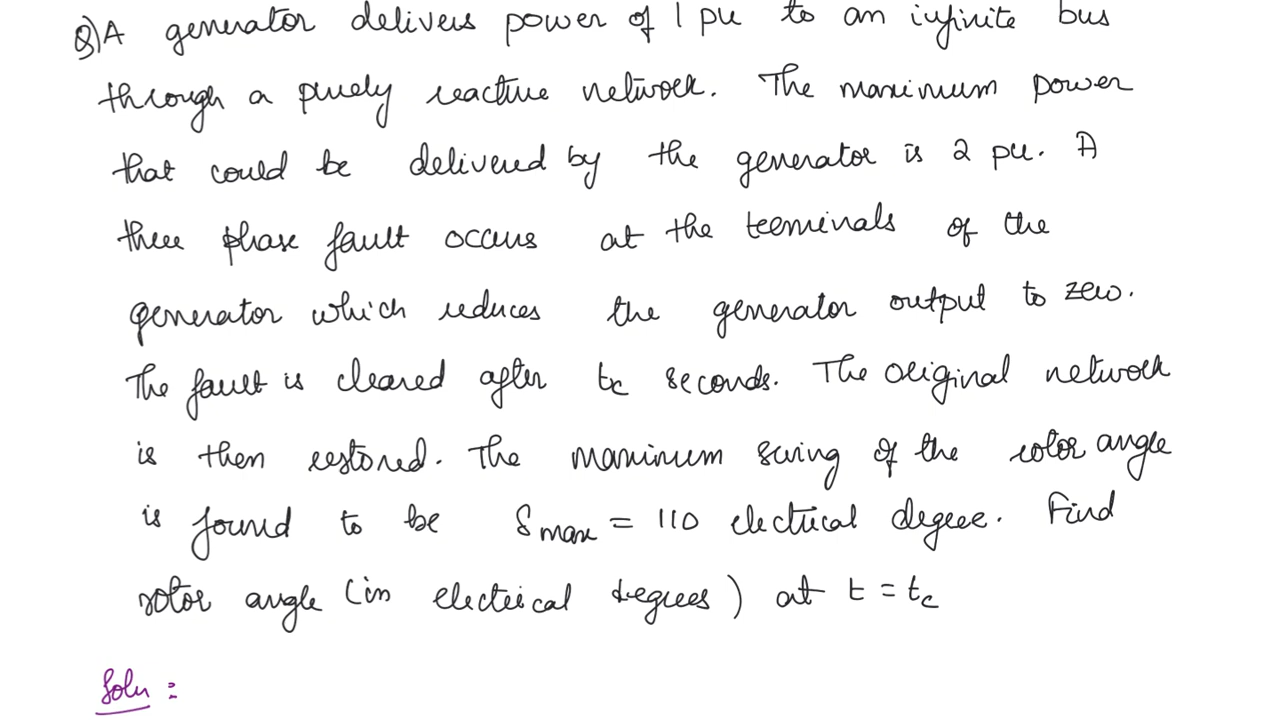 Q) A generator delivers power of 1 pu to an infinite bus
through a purely reactive network. The maximum power
that could be delivered by the generator is 2 pu. A
three phase fault occurs at the terminals of the
generator which reduces the generator output to zero.
The fault is cleared after tc seconds. The original network
is then restored. The maximum swing of the rotor angle
is found to be δmax = 110 electrical degree. Find
rotor angle (in electrical degrees) at t = tc
Soln :